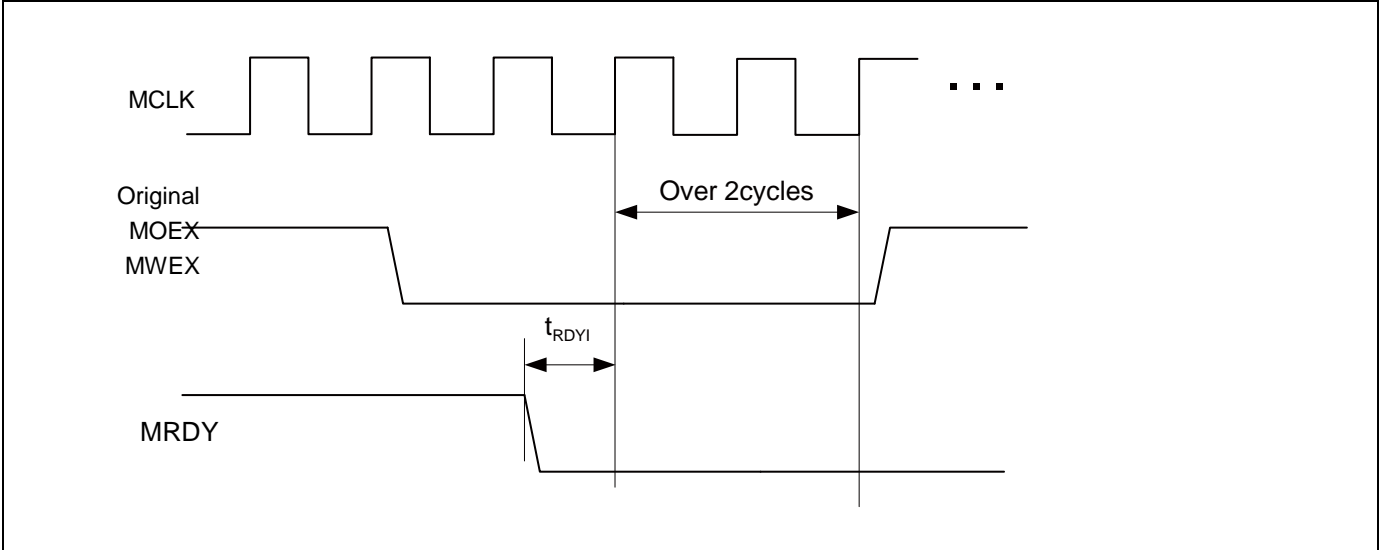 MCLK
Original
MOEX
MWEX
Over 2cycles
tRDYI
MRDY